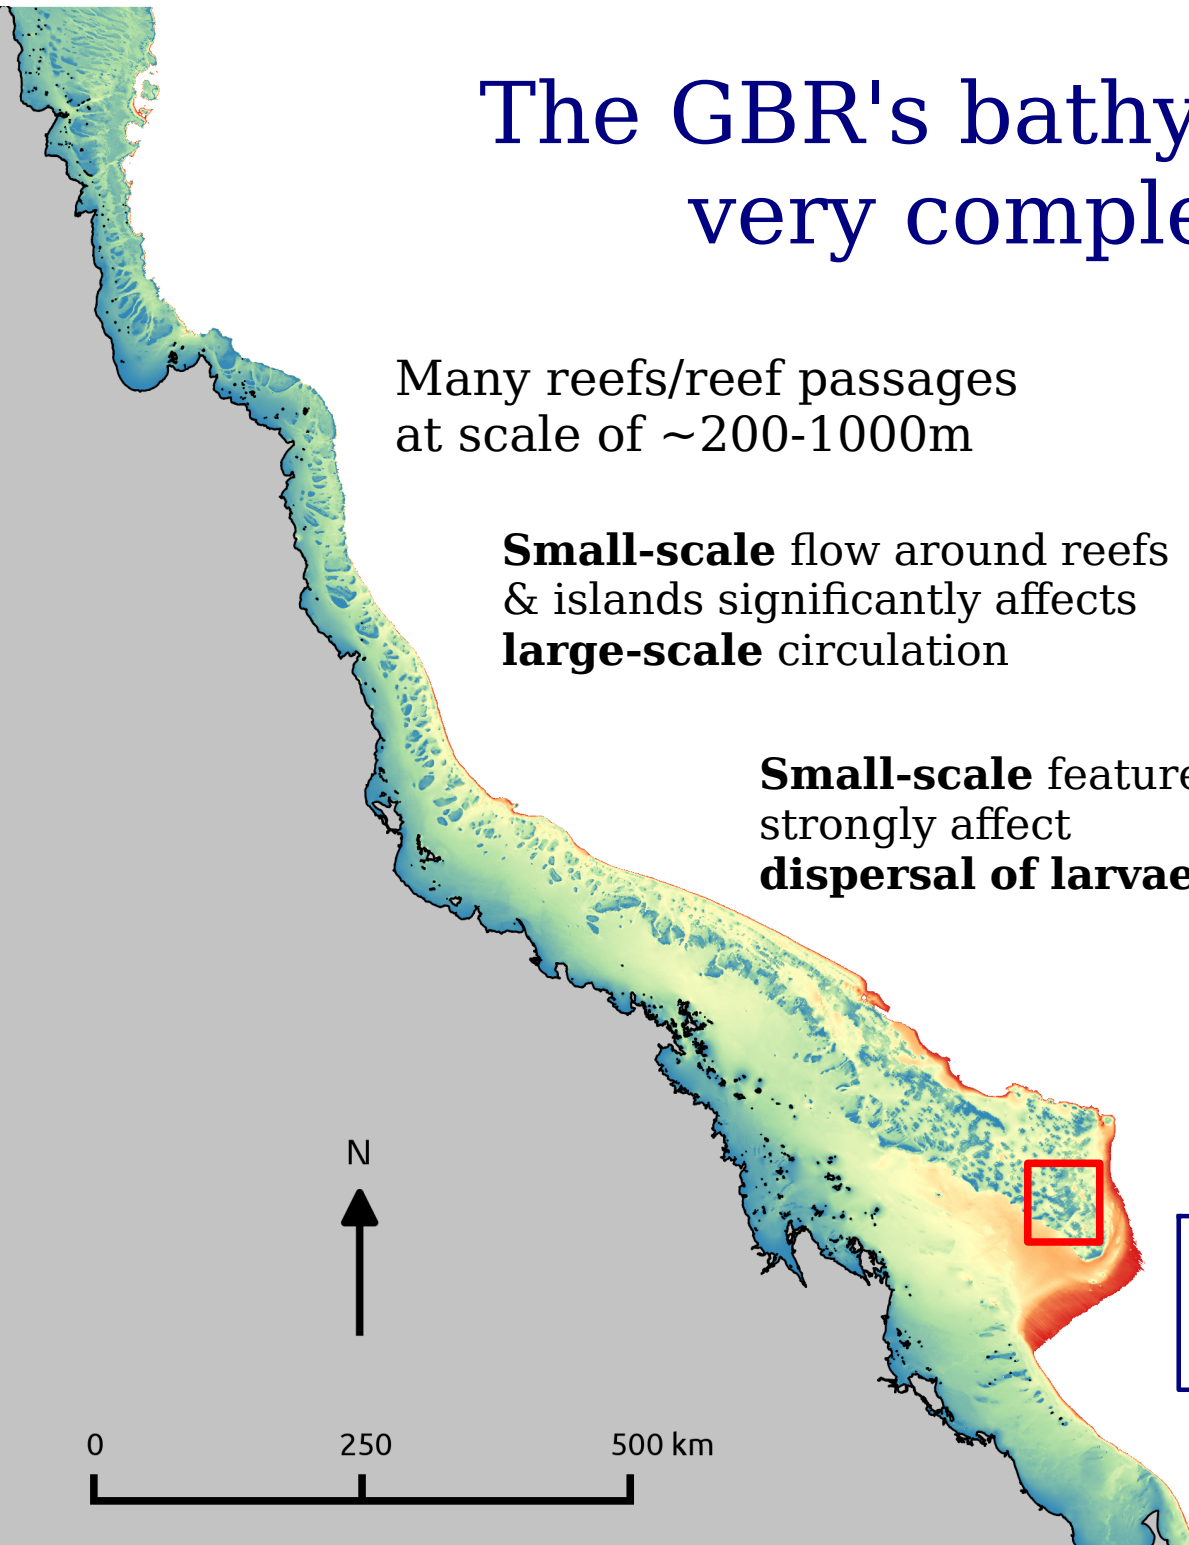 The GBR's bathy
very comple
Many reefs/reef passages
at scale of ~200-1000m
Small-scale flow around reefs
& islands significantly affects
large-scale circulation
Small-scale feature
strongly affect
dispersal of larvae
N
0 250 500 km